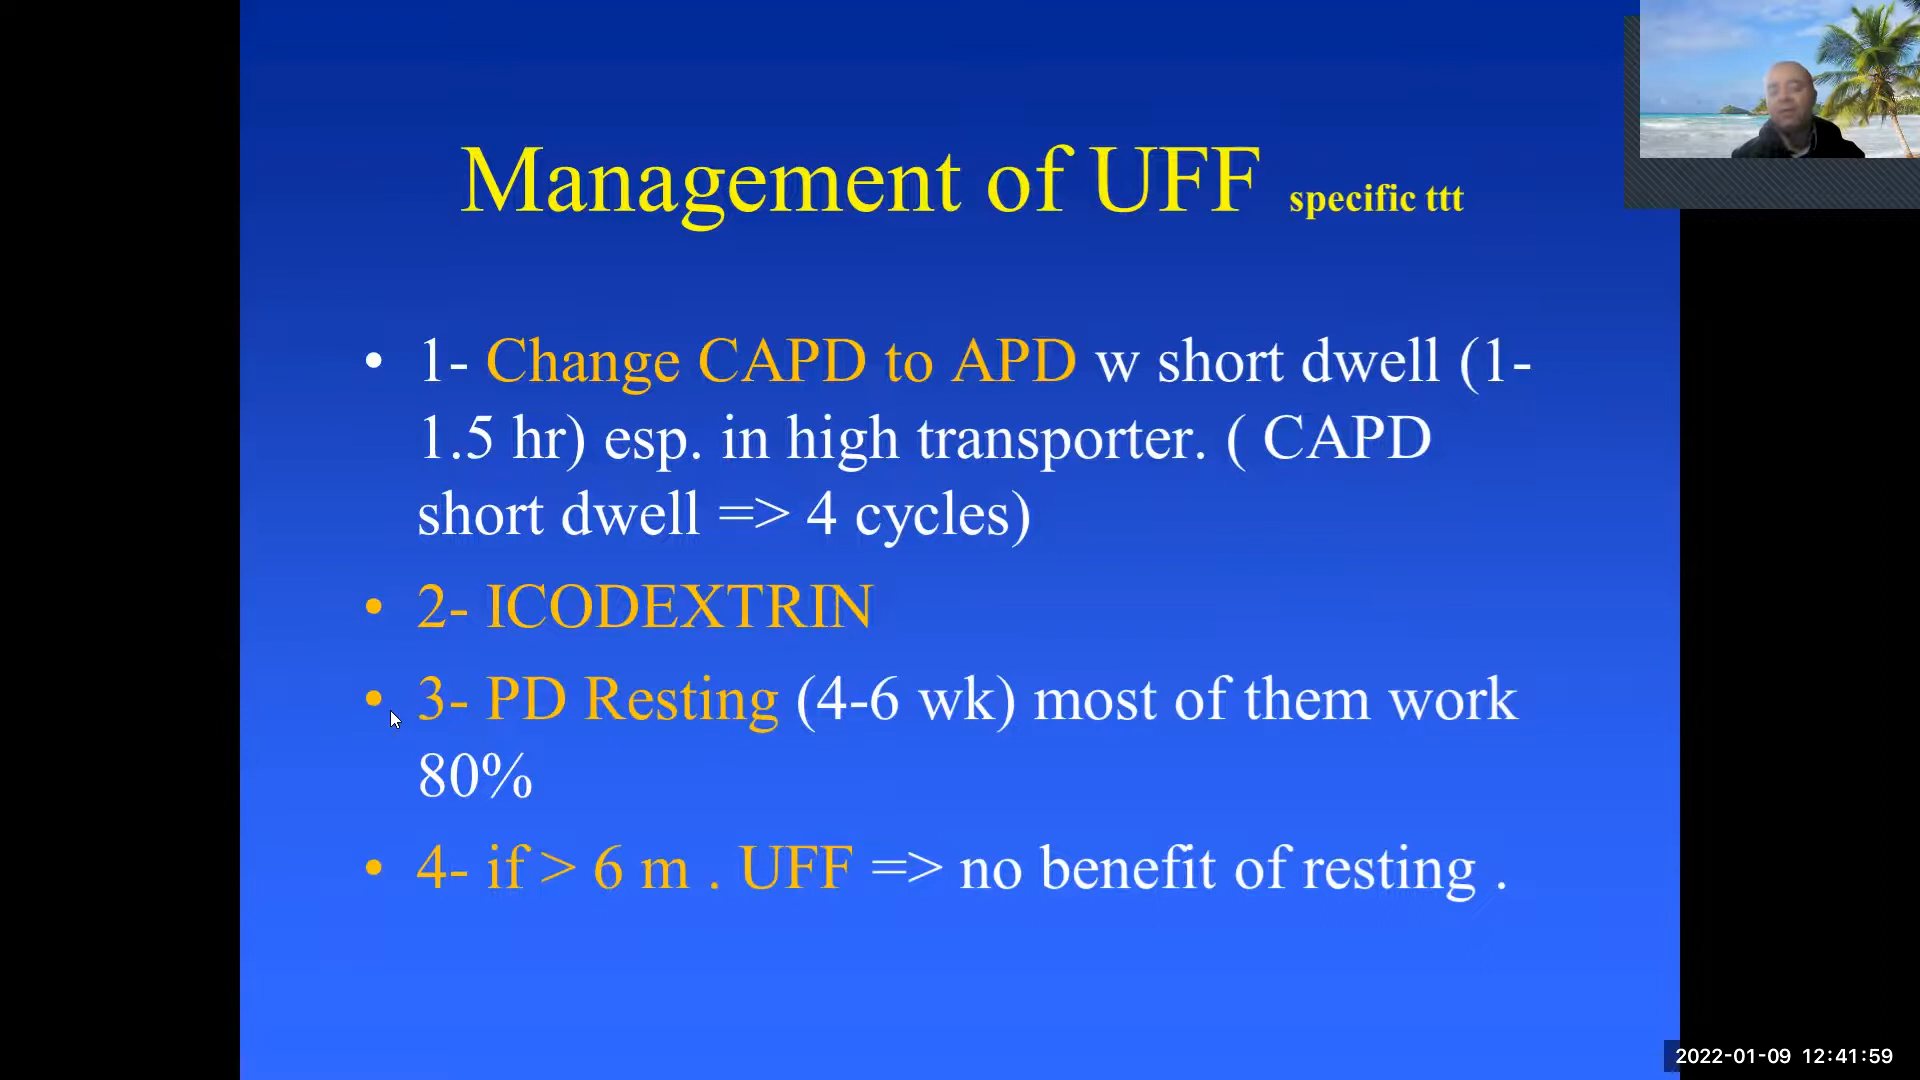 Management of UFF specific ttt
• 1- Change CAPD to APD w short dwell (1-
1.5 hr) esp. in high transporter. ( CAPD
short dwell => 4 cycles)
• 2- ICODEXTRIN
• 3- PD Resting (4-6 wk) most of them work
80%
• 4- if > 6 m . UFF => no benefit of resting .
2022-01-09 12:41:59